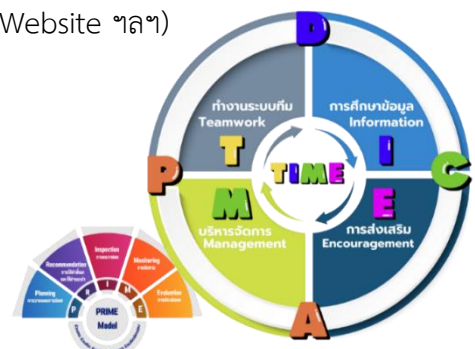 Website ฯลฯ)
D
ทำงานระบบทีม
Teamwork
T
การศึกษาข้อมูล
Information
I
P
TIME
C
M
บริหารจัดการ
Management
E
การส่งเสริม
Encouragement
A
Planning
Recommendation
Inspection
Monitoring
Evaluation
P R I M E
PRIME
Model